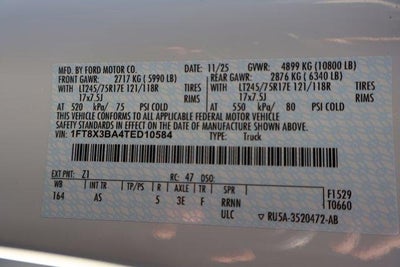 MFD. BY FORD MOTOR CO. 11/25 GVWR: 4899 KG (10800 LB)
FRONT GAWR: 2717 KG ( 5990 LB) REAR GAWR: 2876 KG ( 6340 LB)
WITH WITH
LT245/75R17E 121/118R TIRES LT245/75R17E 121/118R TIRES
17x7.5J RIMS 17x7.5J RIMS
AT 520 kPa/ 75 PSI COLD AT 550 kPa/ 80 PSI COLD
THIS VEHICLE CONFORMS TO ALL APPLICABLE FEDERAL MOTOR VEHICLE SAFETY STANDARDS IN EFFECT ON THE DATE OF MANUFACTURE SHOWN ABOVE.
VIN: 1FT8X3BA4TED10584 TYPE: Truck
EXT PNT: Z1 RC: 47 DSO:
WB INT TR TP/PS R AXLE TR SPR F1529
164 AS 5 3E F RRNN T0660
ULC RU5A-3520472-AB